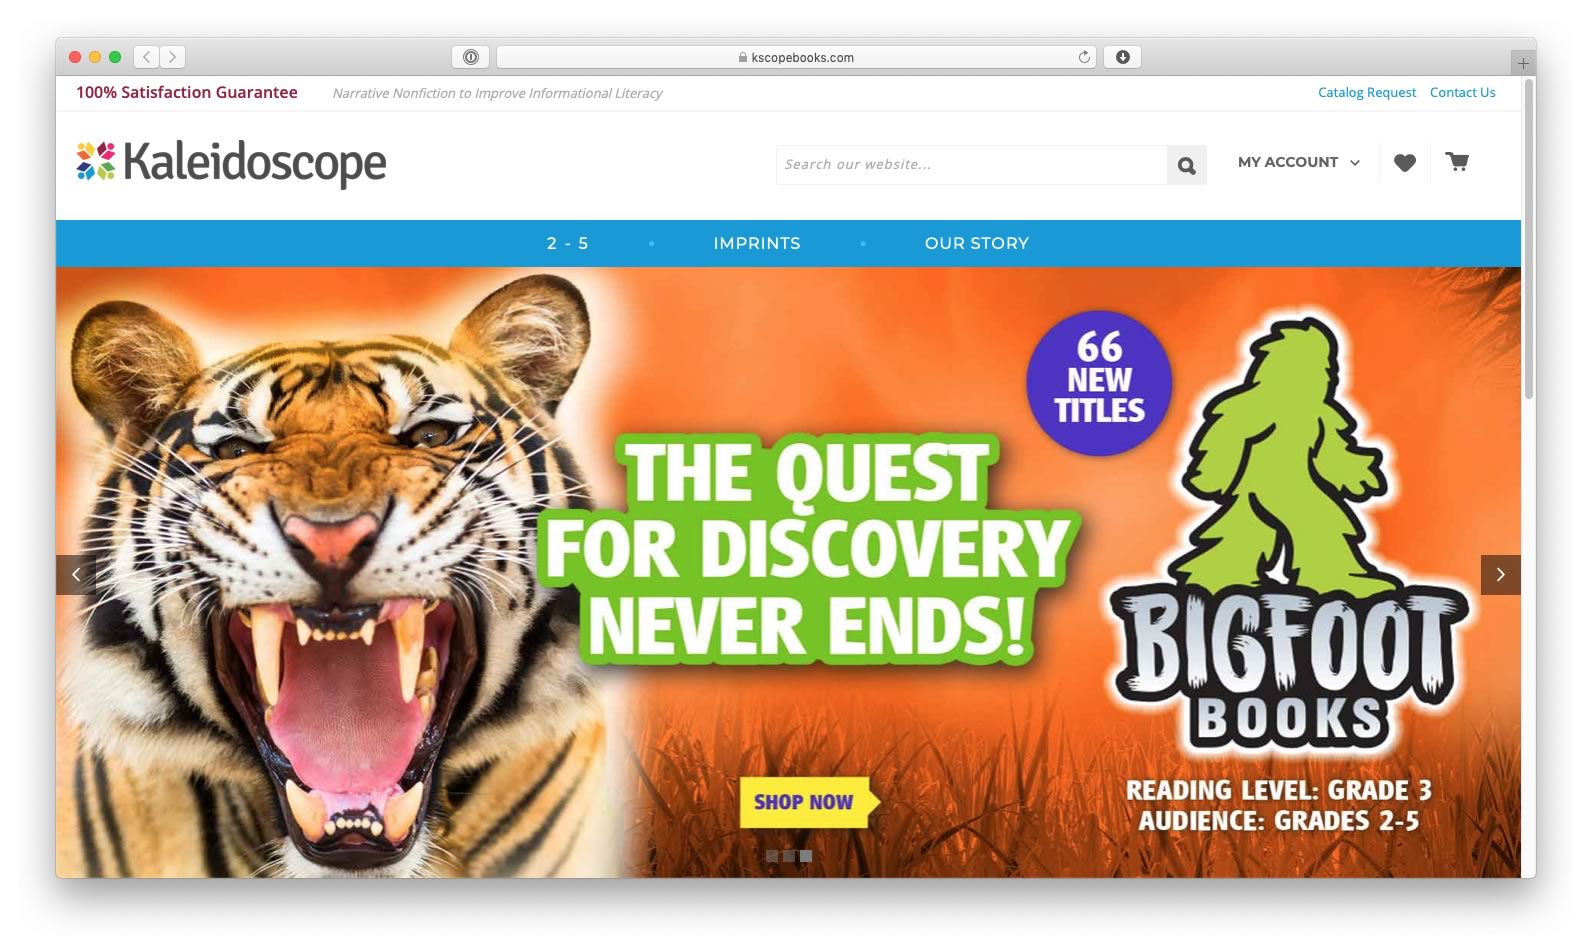 kscopebooks.com
100% Satisfaction Guarantee
Narrative Nonfiction to Improve Informational Literacy
Catalog Request
Contact Us
Kaleidoscope
Search our website...
MY ACCOUNT
2 - 5
IMPRINTS
OUR STORY
THE QUEST
FOR DISCOVERY
NEVER ENDS!
SHOP NOW
66
NEW
TITLES
BIGFOOT
BOOKS
READING LEVEL: GRADE 3
AUDIENCE: GRADES 2-5